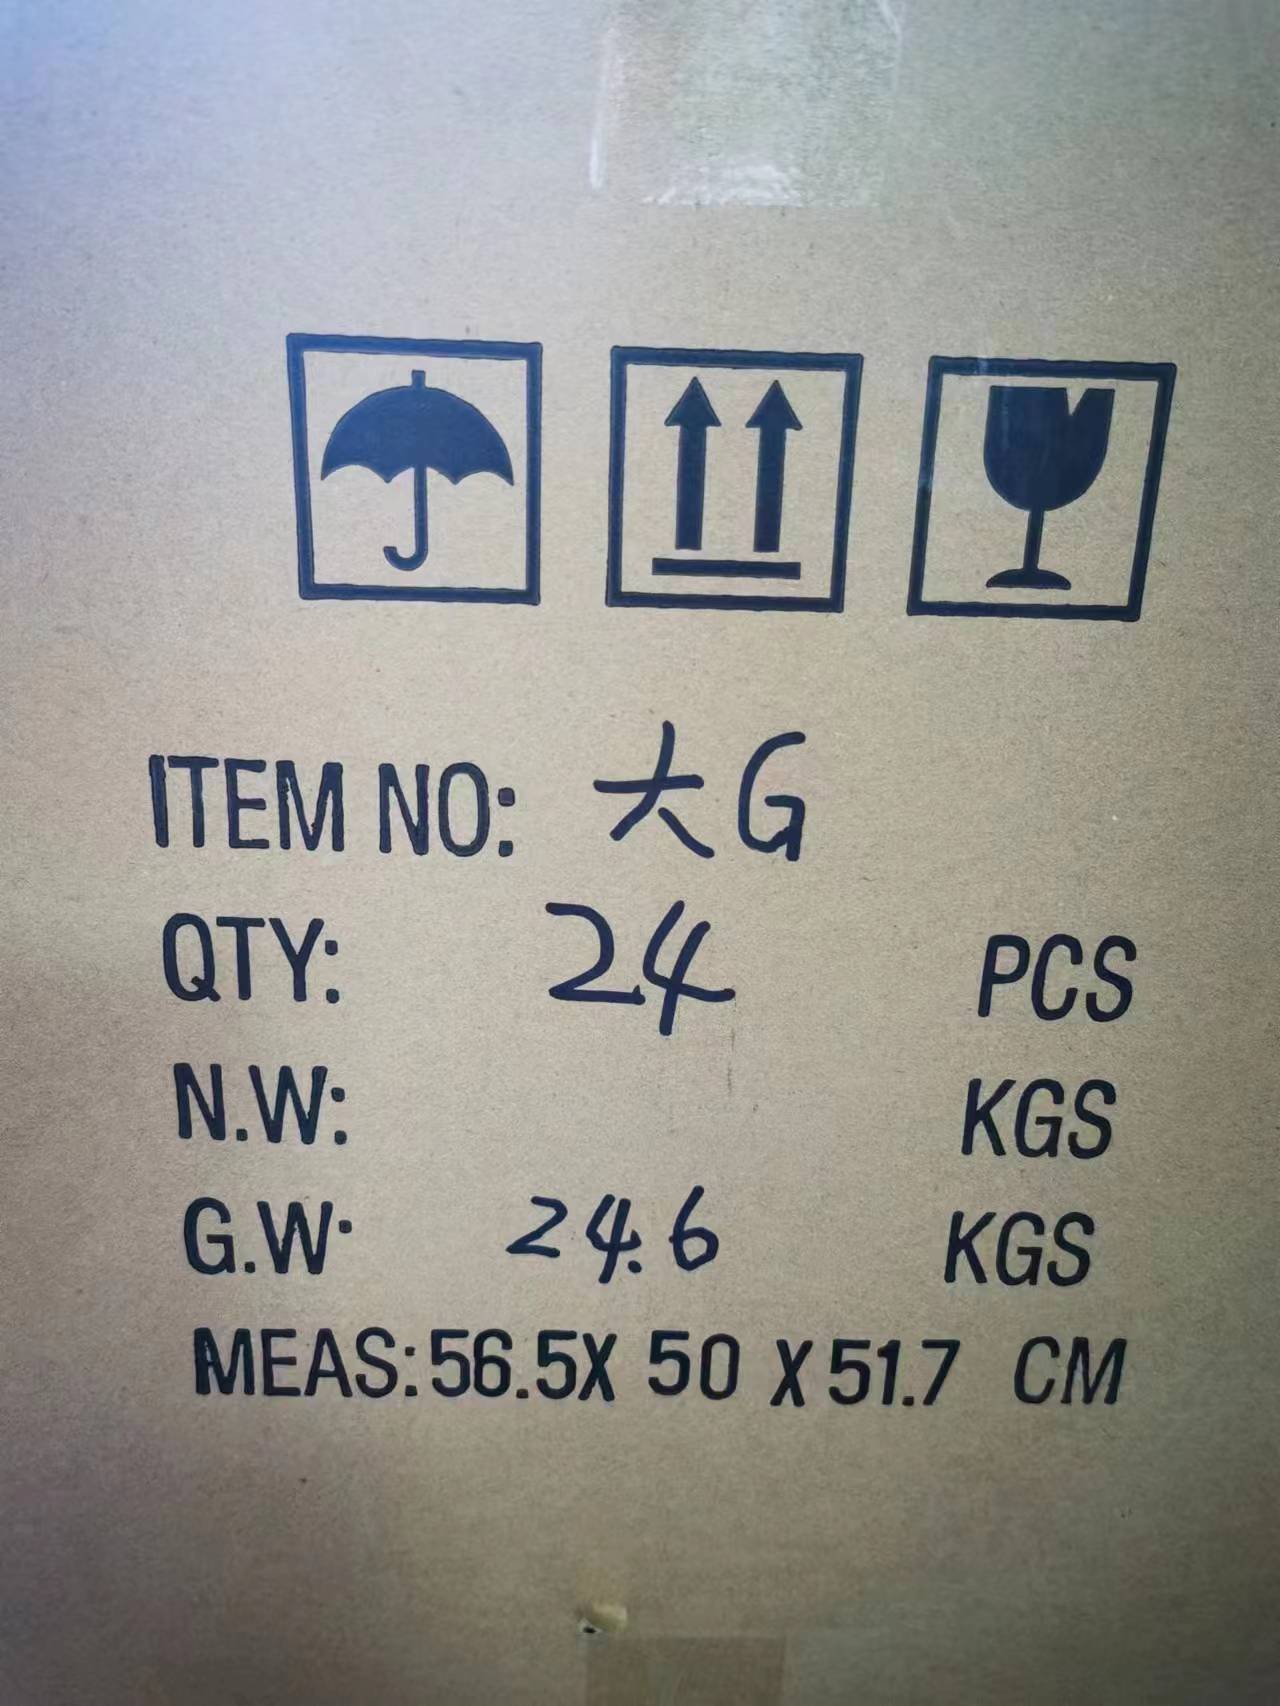 ITEM NO: 大G
QTY: 24 PCS
N.W: KGS
G.W: 24.6 KGS
MEAS:56.5X 50 X51.7 CM